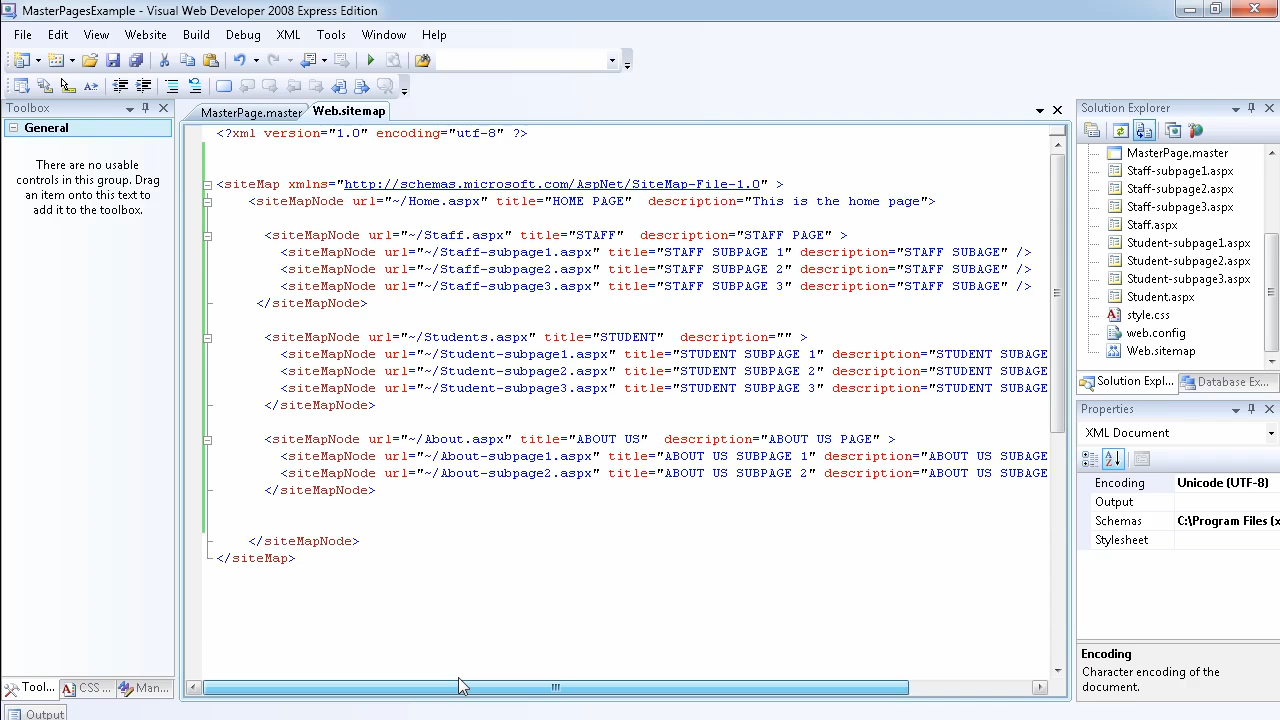 MasterPagesExample - Visual Web Developer 2008 Express Edition
File Edit View Website Build Debug XML Tools Window Help
Toolbox
General
There are no usable
controls in this group. Drag
an item onto this text to
add it to the toolbox.
Tool... CSS ... Man...
Output
MasterPage.master Web.sitemap
<?xml version="1.0" encoding="utf-8" ?>
<siteMap xmlns="http://schemas.microsoft.com/AspNet/SiteMap-File-1.0" >
<siteMapNode url="~/Home.aspx" title="HOME PAGE" description="This is the home page">
<siteMapNode url="~/Staff.aspx" title="STAFF" description="STAFF PAGE" >
<siteMapNode url="~/Staff-subpage1.aspx" title="STAFF SUBPAGE 1" description="STAFF SUBAGE" />
<siteMapNode url="~/Staff-subpage2.aspx" title="STAFF SUBPAGE 2" description="STAFF SUBAGE" />
<siteMapNode url="~/Staff-subpage3.aspx" title="STAFF SUBPAGE 3" description="STAFF SUBAGE" />
</siteMapNode>
<siteMapNode url="~/Students.aspx" title="STUDENT" description="" >
<siteMapNode url="~/Student-subpage1.aspx" title="STUDENT SUBPAGE 1" description="STUDENT SUBAGE
<siteMapNode url="~/Student-subpage2.aspx" title="STUDENT SUBPAGE 2" description="STUDENT SUBAGE
<siteMapNode url="~/Student-subpage3.aspx" title="STUDENT SUBPAGE 3" description="STUDENT SUBAGE
</siteMapNode>
<siteMapNode url="~/About.aspx" title="ABOUT US" description="ABOUT US PAGE" >
<siteMapNode url="~/About-subpage1.aspx" title="ABOUT US SUBPAGE 1" description="ABOUT US SUBAGE
<siteMapNode url="~/About-subpage2.aspx" title="ABOUT US SUBPAGE 2" description="ABOUT US SUBAGE
</siteMapNode>
</siteMapNode>
</siteMap>
Solution Explorer
MasterPage.master
Staff-subpage1.aspx
Staff-subpage2.aspx
Staff-subpage3.aspx
Staff.aspx
Student-subpage1.aspx
Student-subpage2.aspx
Student-subpage3.aspx
Student.aspx
style.css
web.config
Web.sitemap
Solution Expl... Database Ex...
Properties
XML Document
Encoding Unicode (UTF-8)
Output
Schemas C:\Program Files (x
Stylesheet
Encoding
Character encoding of the
document.